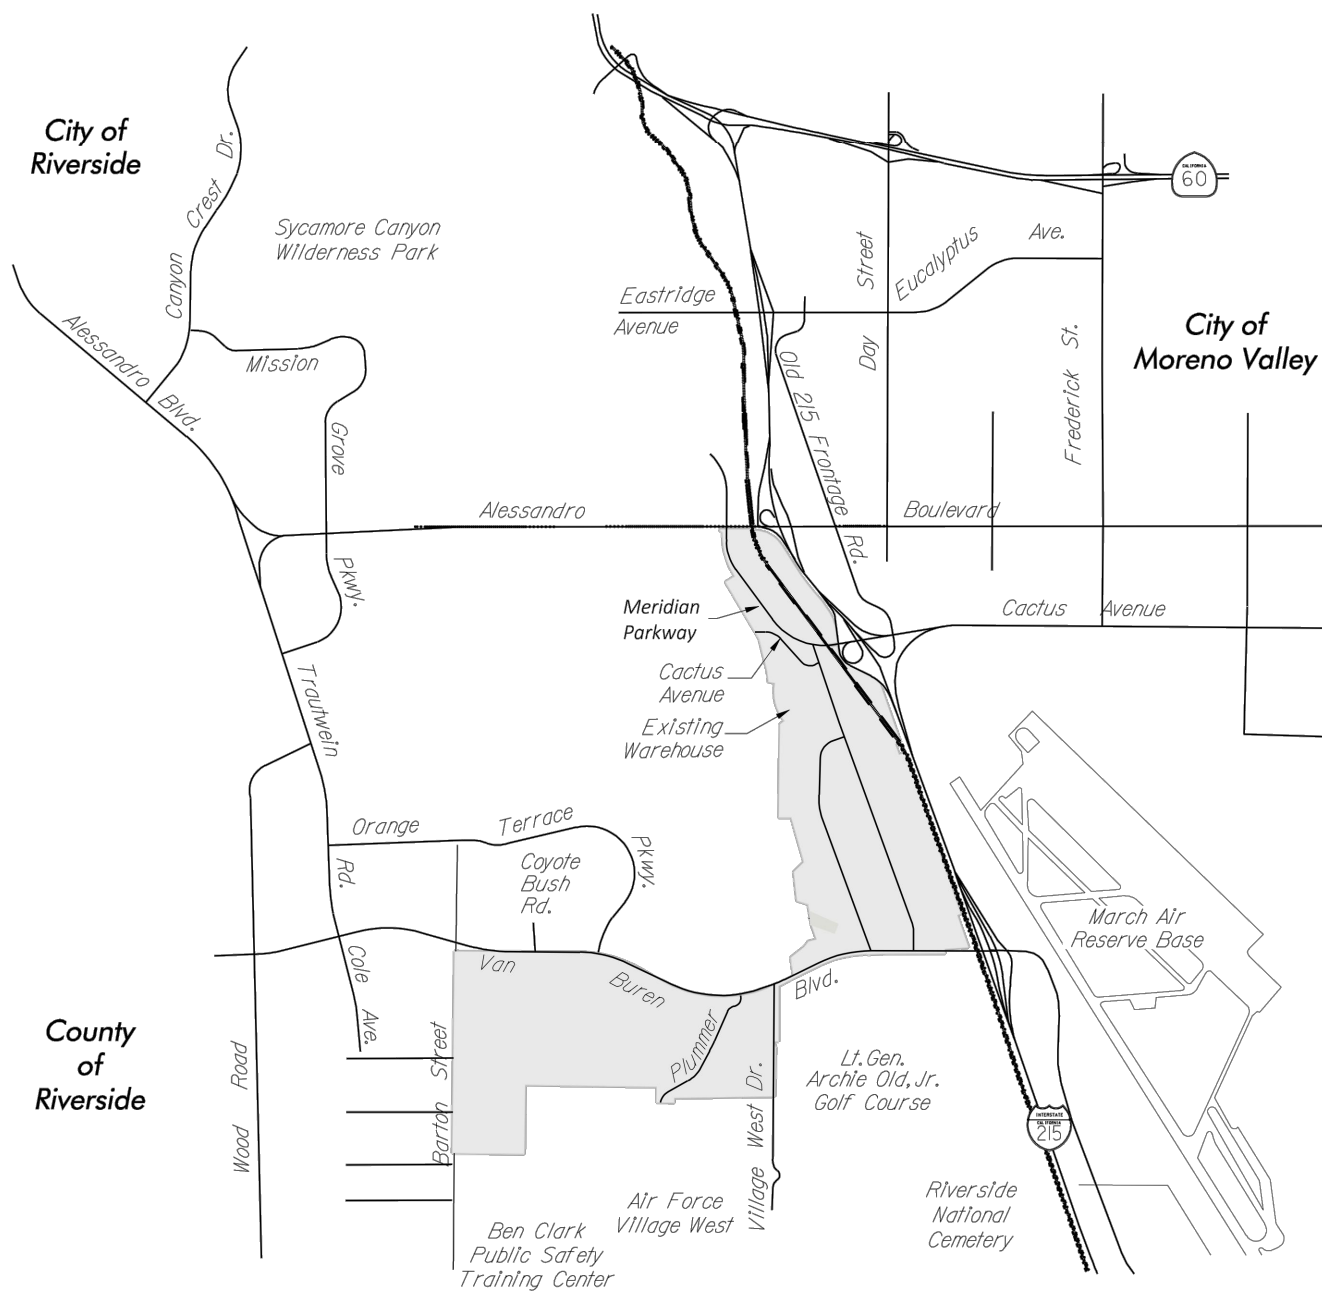 City of
Riverside
Canyon Crest Dr.
Sycamore Canyon
Wilderness Park
CALIFORNIA
60
Day Street
Eucalyptus Ave.
Eastridge
Avenue
City of
Moreno Valley
Frederick St.
Alessandro Blvd.
Mission Grove Pkwy.
Old 215 Frontage Rd.
Alessandro Boulevard
Meridian
Parkway
Cactus Avenue
Cactus
Avenue
Existing
Warehouse
Trautwein Rd.
Orange Terrace Pkwy.
Coyote
Bush
Rd.
March Air
Reserve Base
Van Buren Blvd.
Cole Ave.
Plummer
County
of
Riverside
Wood Road
Barton Street
Village West Dr.
Lt. Gen.
Archie Old, Jr.
Golf Course
INTERSTATE
CALIFORNIA
215
Air Force
Village West
Riverside
National
Cemetery
Ben Clark
Public Safety
Training Center